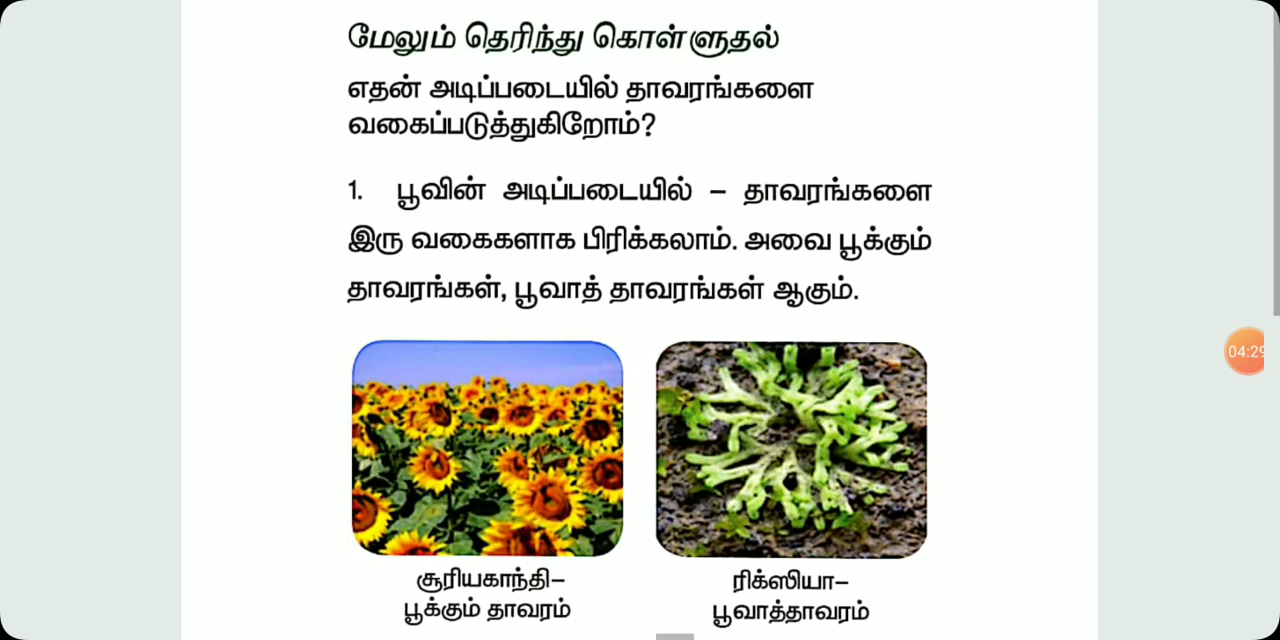 மேலும் தெரிந்து கொள்ளுதல்
எதன் அடிப்படையில் தாவரங்களை
வகைப்படுத்துகிறோம்?
1. பூவின் அடிப்படையில் – தாவரங்களை
இரு வகைகளாக பிரிக்கலாம். அவை பூக்கும்
தாவரங்கள், பூவாத் தாவரங்கள் ஆகும்.
சூரியகாந்தி–
பூக்கும் தாவரம்
ரிக்ஸியா–
பூவாத்தாவரம்
04:29